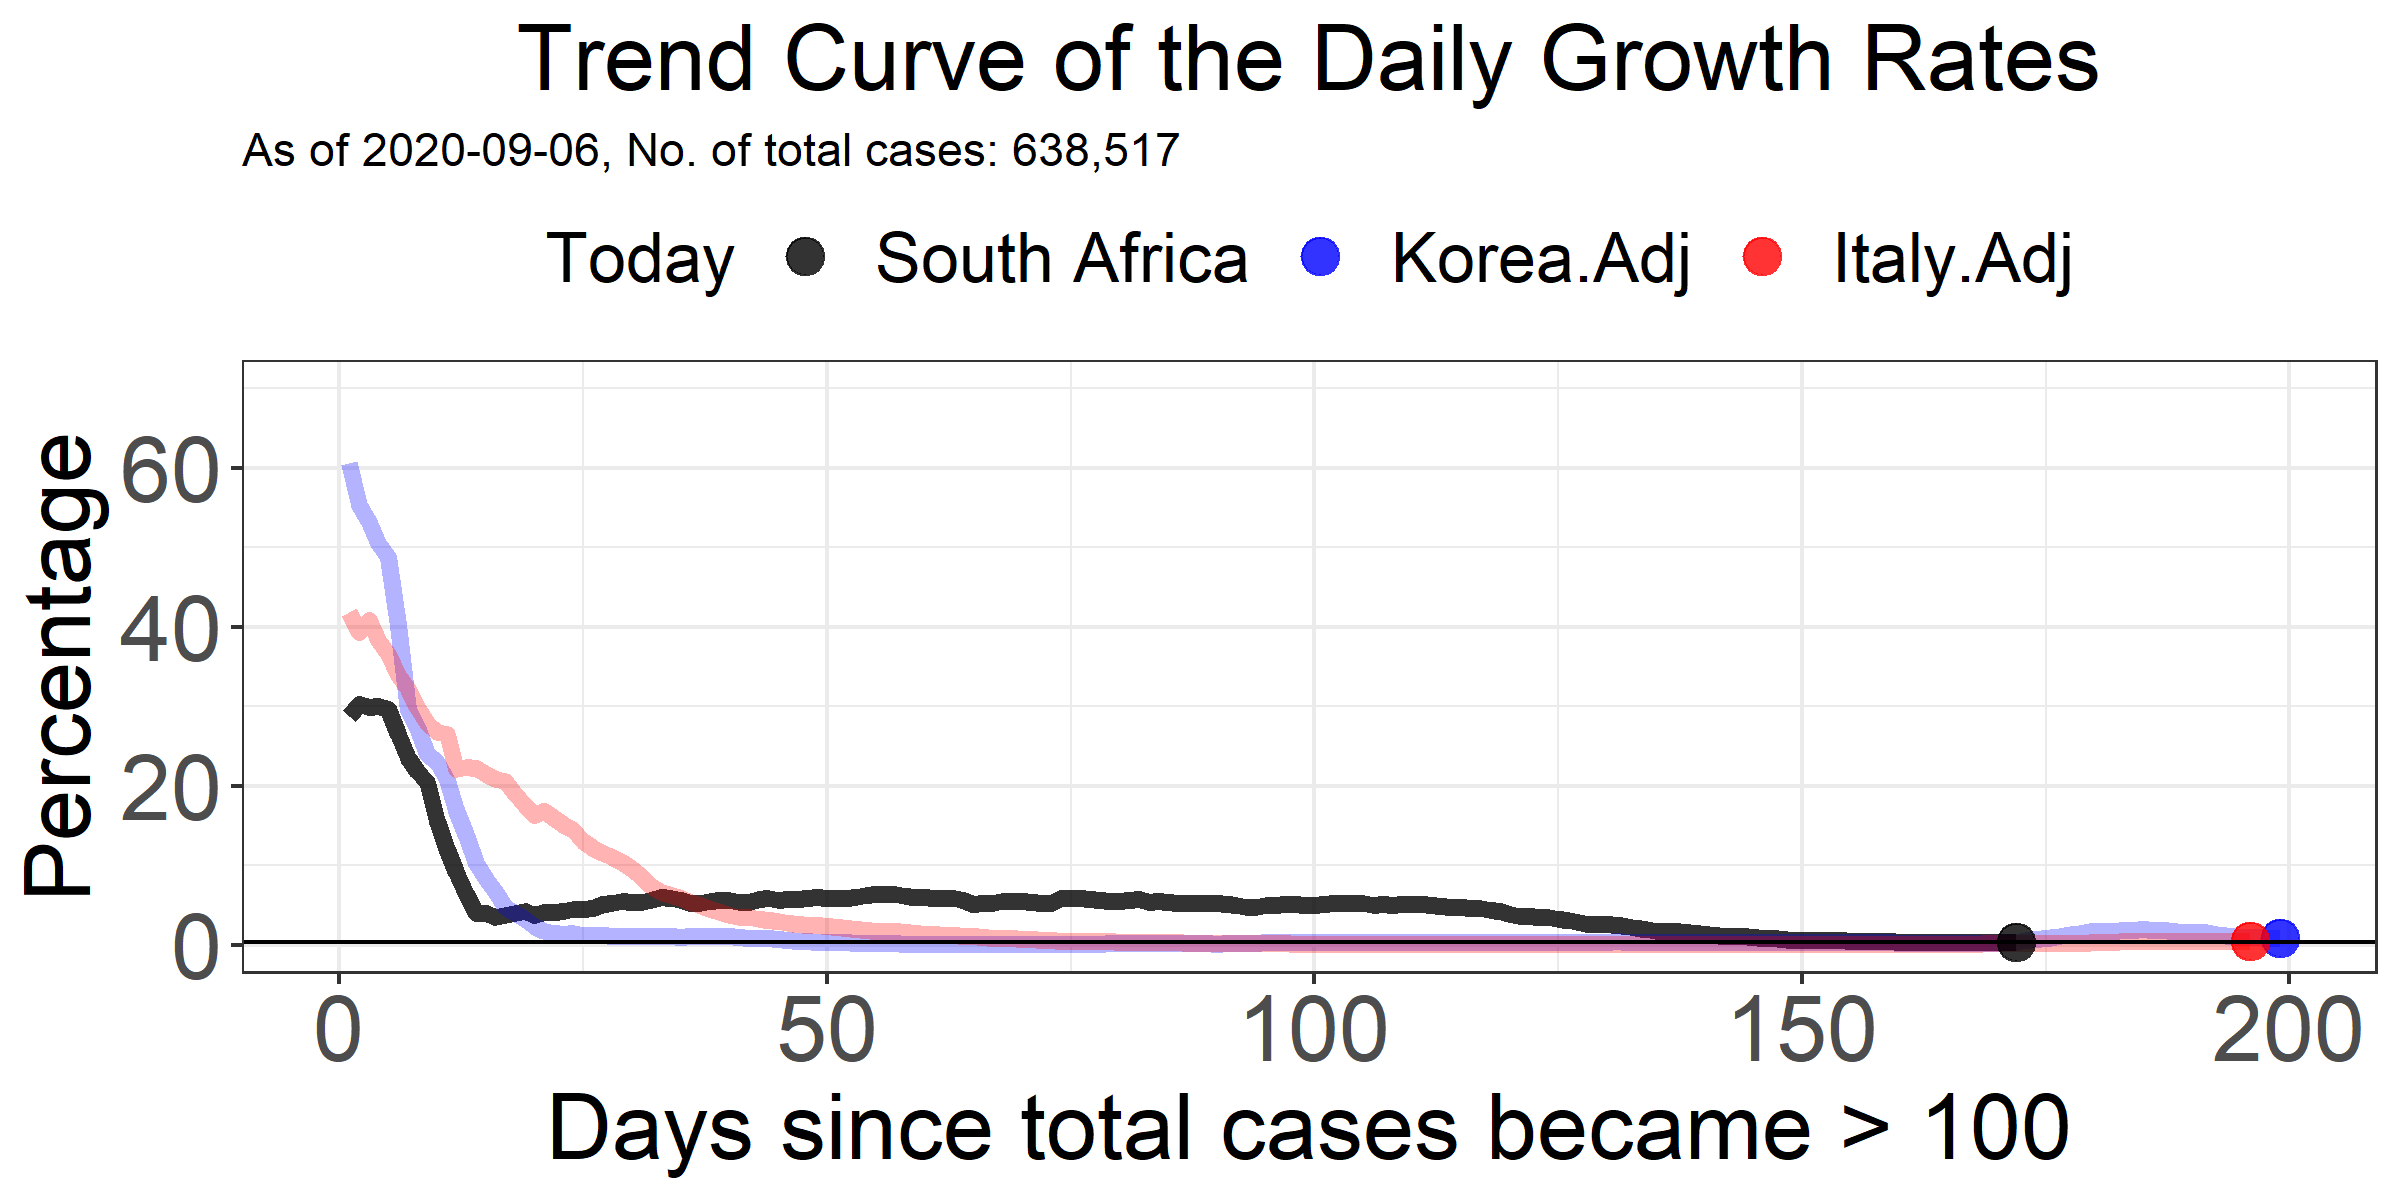 Trend Curve of the Daily Growth Rates
As of 2020-09-06, No. of total cases: 638,517
Today South Africa Korea.Adj Italy.Adj
Percentage
60
40
20
0
0 50 100 150 200
Days since total cases became > 100